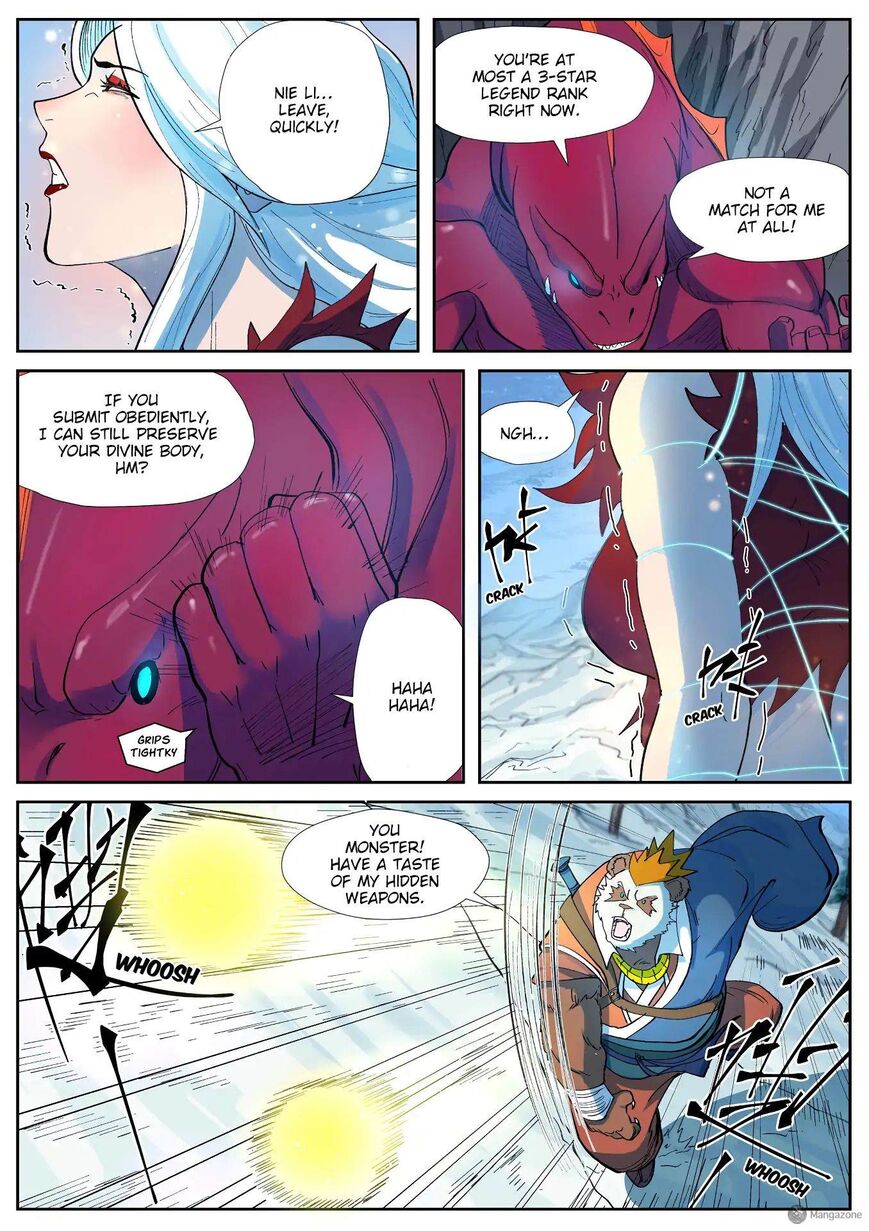 NIE LI...
LEAVE,
QUICKLY!
YOU'RE AT
MOST A 3-STAR
LEGEND RANK
RIGHT NOW.
NOT A
MATCH FOR ME
AT ALL!
IF YOU
SUBMIT OBEDIENTLY,
I CAN STILL PRESERVE
YOUR DIVINE BODY,
HM?
GRIPS
TIGHTKY
HAHA
HAHA!
NGH...
CRACK
CRACK
YOU
MONSTER!
HAVE A TASTE
OF MY HIDDEN
WEAPONS.
WHOOSH
WHOOSH
Mangazone